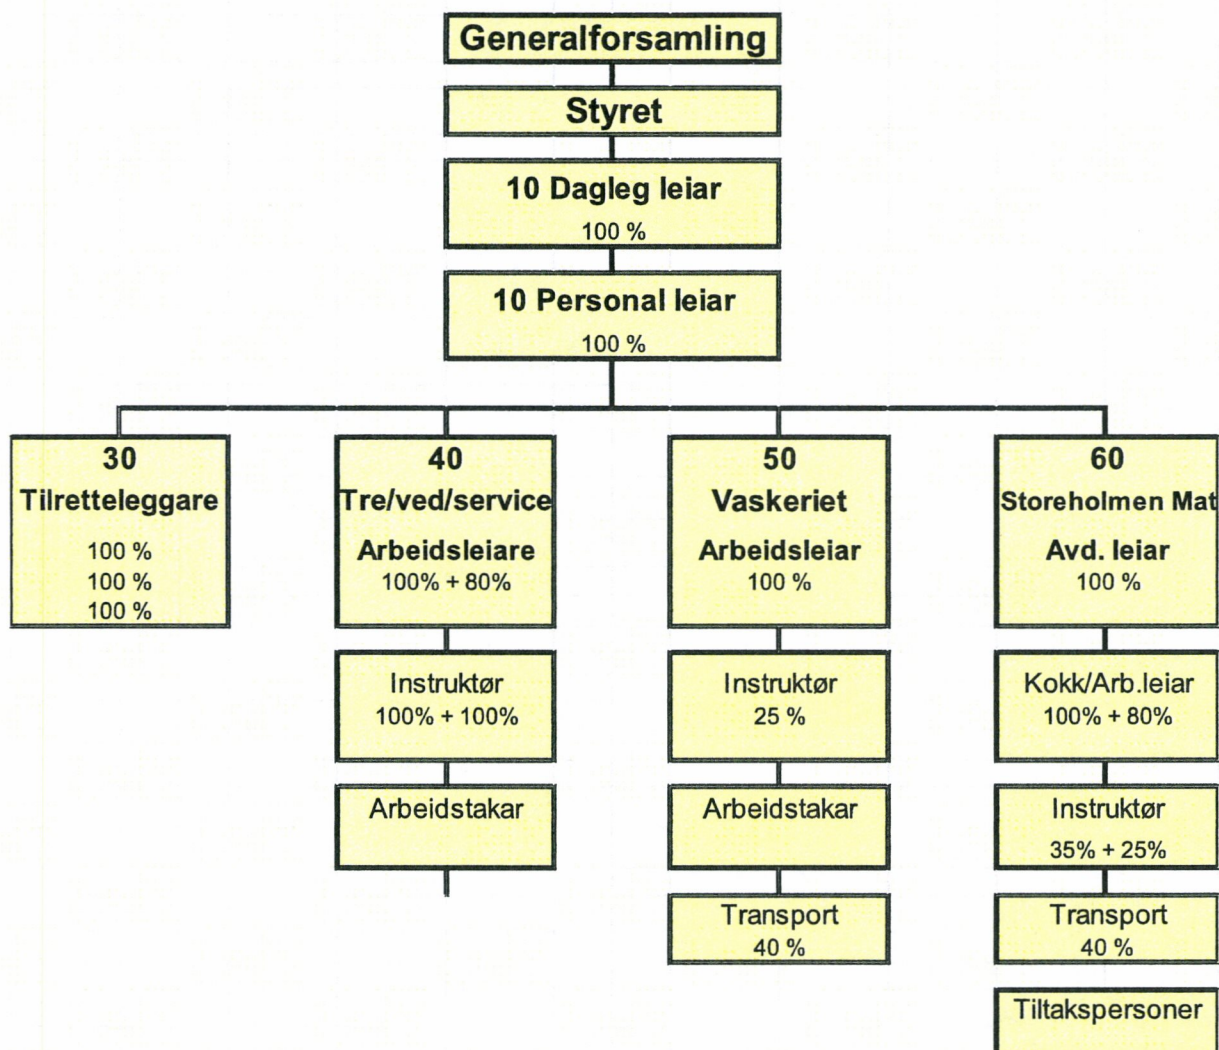 Generalforsamling
Styret
10 Dagleg leiar
100 %
10 Personal leiar
100 %
30
Tilretteleggare
100 %
100 %
100 %
40
Tre/ved/service
Arbeidsleiare
100% + 80%
Instruktør
100% + 100%
Arbeidstakar
50
Vaskeriet
Arbeidsleiar
100 %
Instruktør
25 %
Arbeidstakar
Transport
40 %
60
Storeholmen Mat
Avd. leiar
100 %
Kokk/Arb.leiar
100% + 80%
Instruktør
35% + 25%
Transport
40 %
Tiltakspersoner